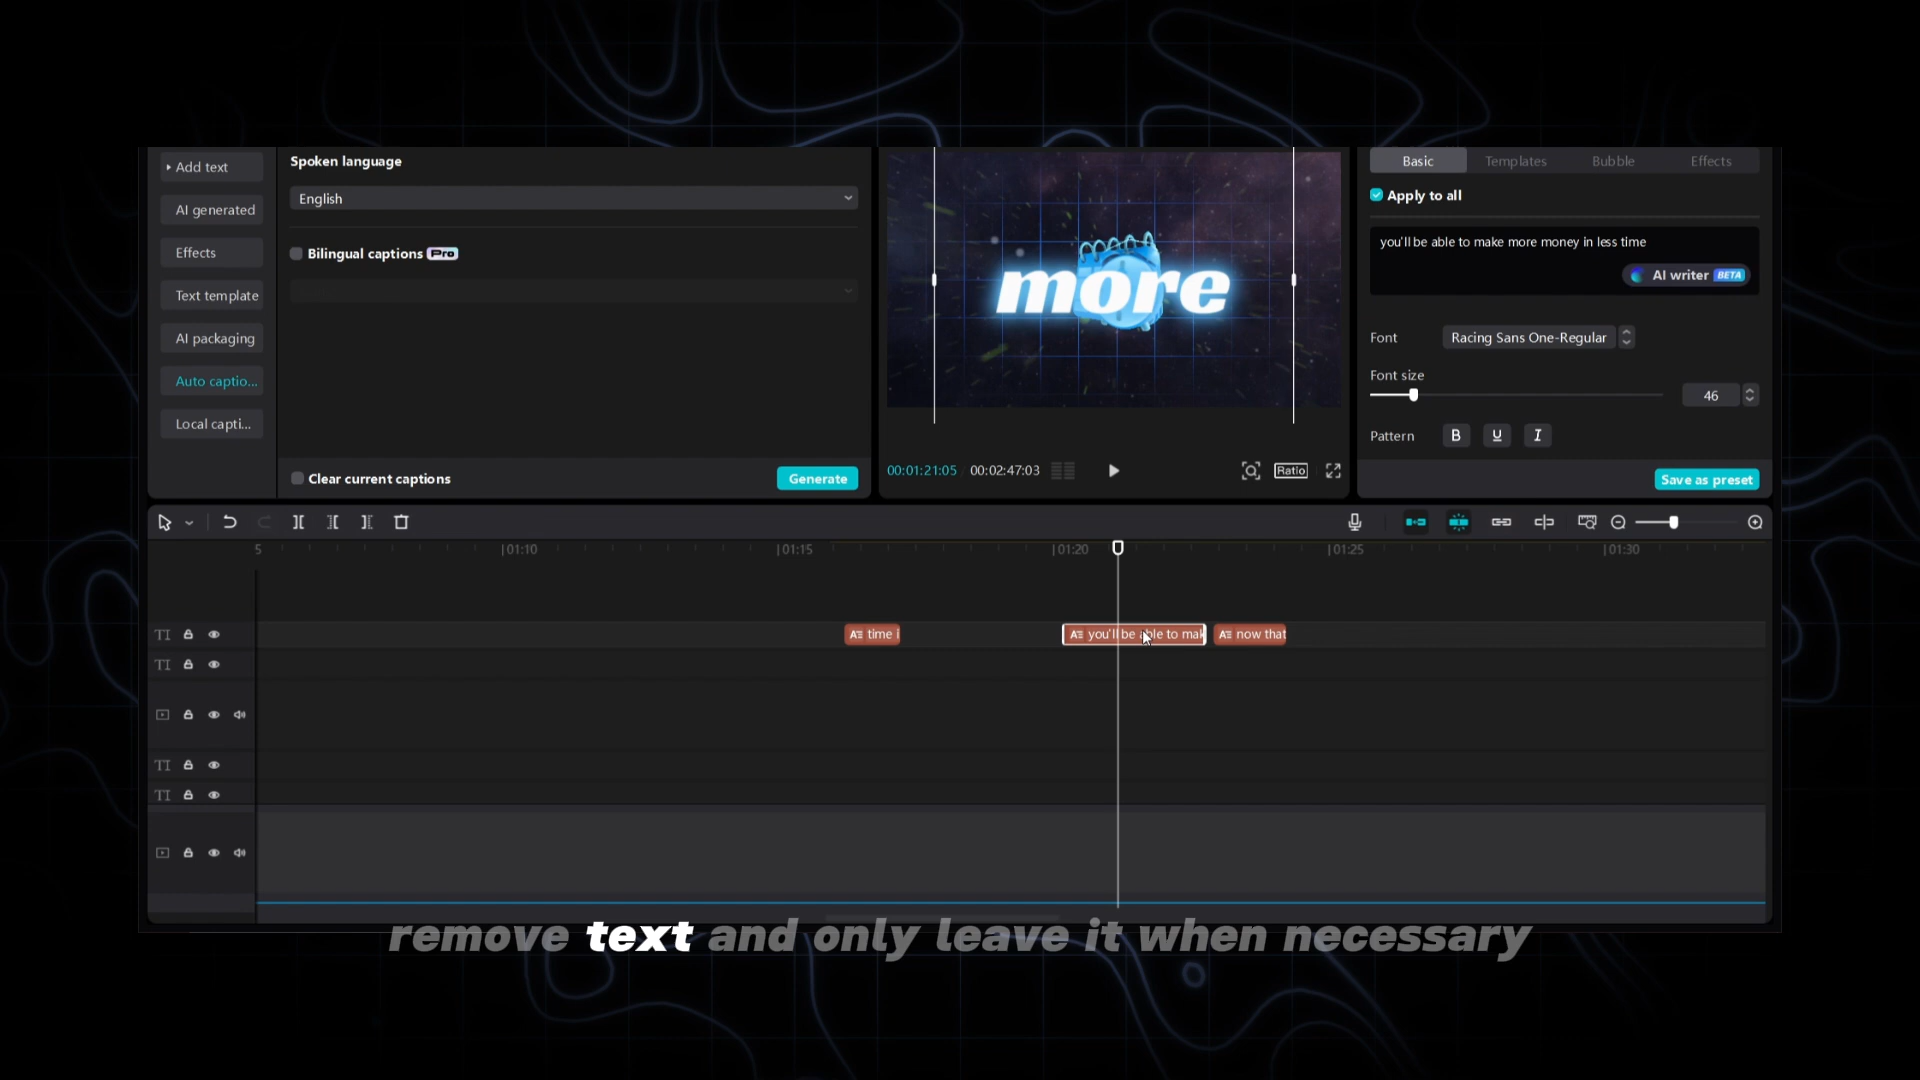 Add text
AI generated
Effects
Text template
AI packaging
Auto captio...
Local capti...
Spoken language
English
Bilingual captions Pro
Clear current captions
Generate
more
00:01:21:05 00:02:47:03
Ratio
Basic Templates Bubble Effects
Apply to all
you'll be able to make more money in less time
AI writer BETA
Font Racing Sans One-Regular
Font size
46
Pattern B U I
Save as preset
5 01:10 01:15 01:20 01:25 01:30
TI A≡ time i A≡ you'll be able to mak A≡ now that
TI
TI
TI
remove text and only leave it when necessary